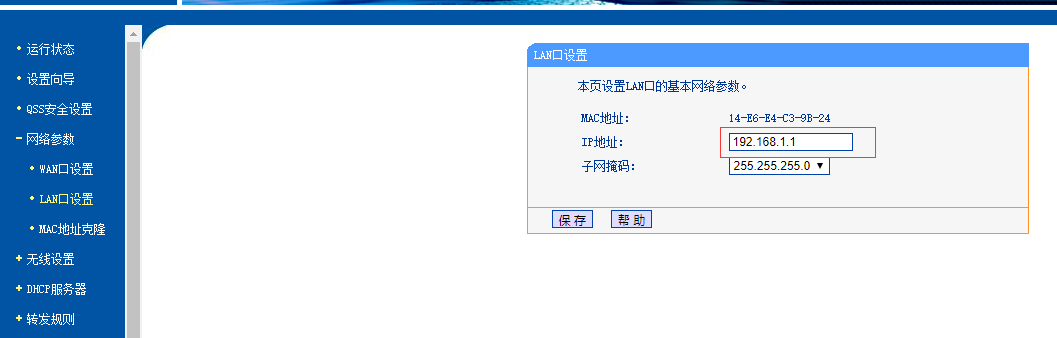 运行状态
设置向导
QSS安全设置
网络参数
WAN口设置
LAN口设置
MAC地址克隆
无线设置
DHCP服务器
转发规则
LAN口设置
本页设置LAN口的基本网络参数。
MAC地址: 14-E6-E4-C3-9B-24
IP地址: 192.168.1.1
子网掩码: 255.255.255.0
保 存 帮 助